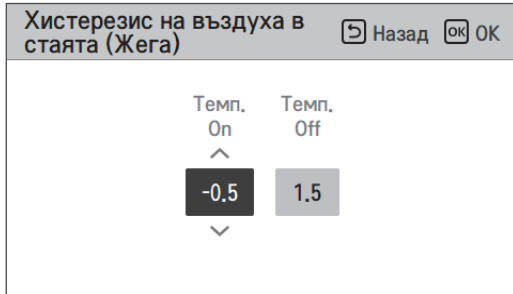 Хистерезис на въздуха в
стаята (Жега)
Назад OK OK
Темп. Темп.
On Off
-0.5 1.5